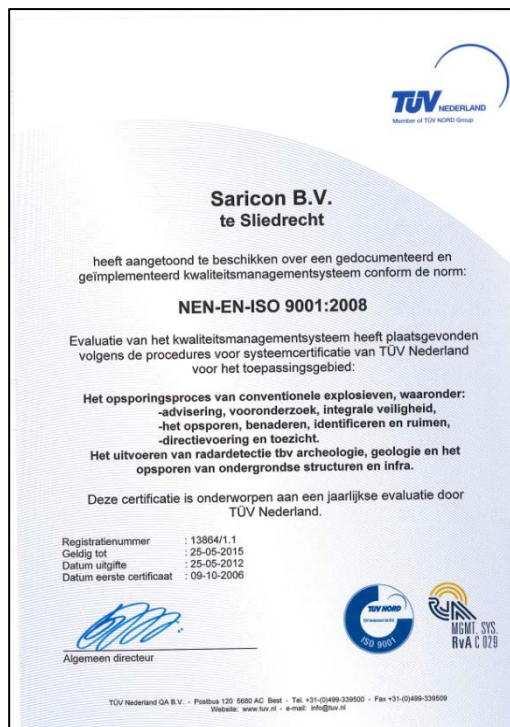 TÜV NEDERLAND
Member of TÜV NORD Group
Saricon B.V.
te Sliedrecht
heeft aangetoond te beschikken over een gedocumenteerd en
geïmplementeerd kwaliteitsmanagementsysteem conform de norm:
NEN-EN-ISO 9001:2008
Evaluatie van het kwaliteitsmanagementsysteem heeft plaatsgevonden
volgens de procedures voor systeemcertificatie van TÜV Nederland
voor het toepassingsgebied:
Het opsporingsproces van conventionele explosieven, waaronder:
-advisering, vooronderzoek, integrale veiligheid,
-het opsporen, benaderen, identificeren en ruimen,
-directievoering en toezicht.
Het uitvoeren van radardetectie tbv archeologie, geologie en het
opsporen van ondergrondse structuren en infra.
Deze certificatie is onderworpen aan een jaarlijkse evaluatie door
TÜV Nederland.
Registratienummer : 13864/1.1
Geldig tot : 25-05-2015
Datum uitgifte : 25-05-2012
Datum eerste certificaat : 09-10-2006
TÜV NORD
ISO 9001
RvA
MGMT. SYS.
RvA C 029
Algemeen directeur
TÜV Nederland QA B.V. - Postbus 120 5680 AC Best - Tel. +31-(0)499-339500 - Fax +31-(0)499-339509
Website: www.tuv.nl - e-mail: info@tuv.nl